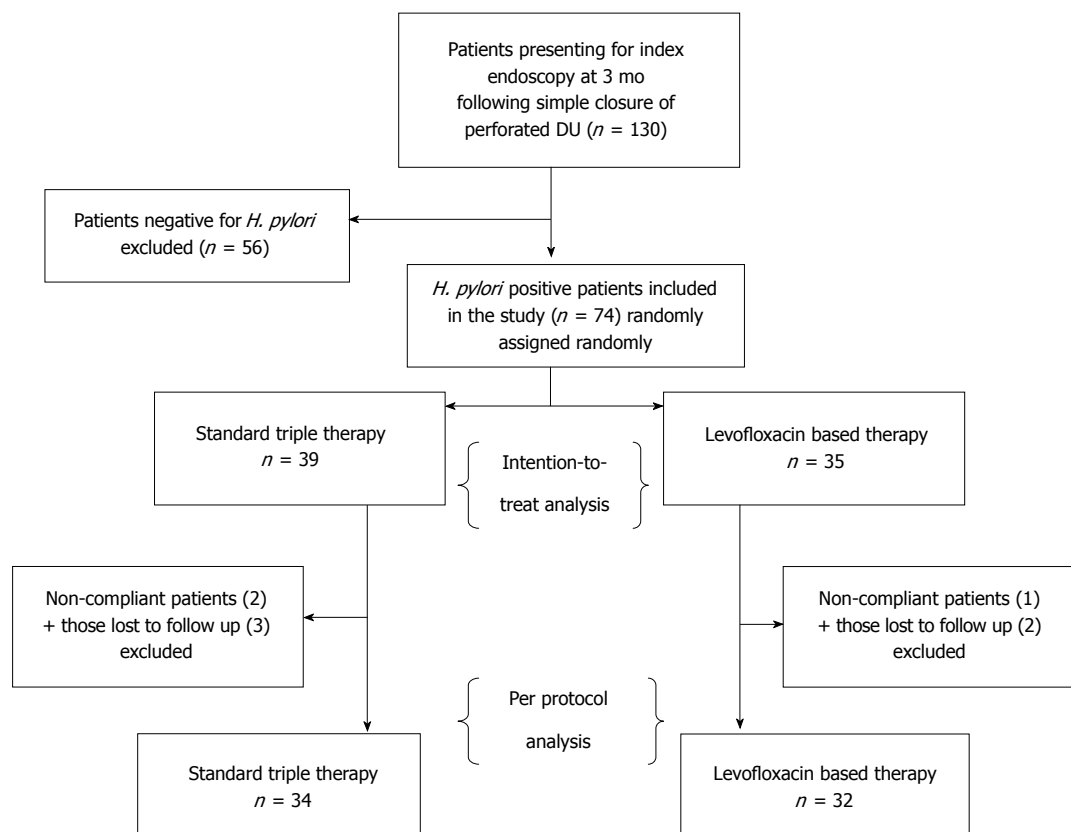 Patients presenting for index
endoscopy at 3 mo
following simple closure of
perforated DU (n = 130)
Patients negative for H. pylori
excluded (n = 56)
H. pylori positive patients included
in the study (n = 74) randomly
assigned randomly
Standard triple therapy
n = 39
Intention-to-
treat analysis
Levofloxacin based therapy
n = 35
Non-compliant patients (2)
+ those lost to follow up (3)
excluded
Non-compliant patients (1)
+ those lost to follow up (2)
excluded
Per protocol
analysis
Standard triple therapy
n = 34
Levofloxacin based therapy
n = 32